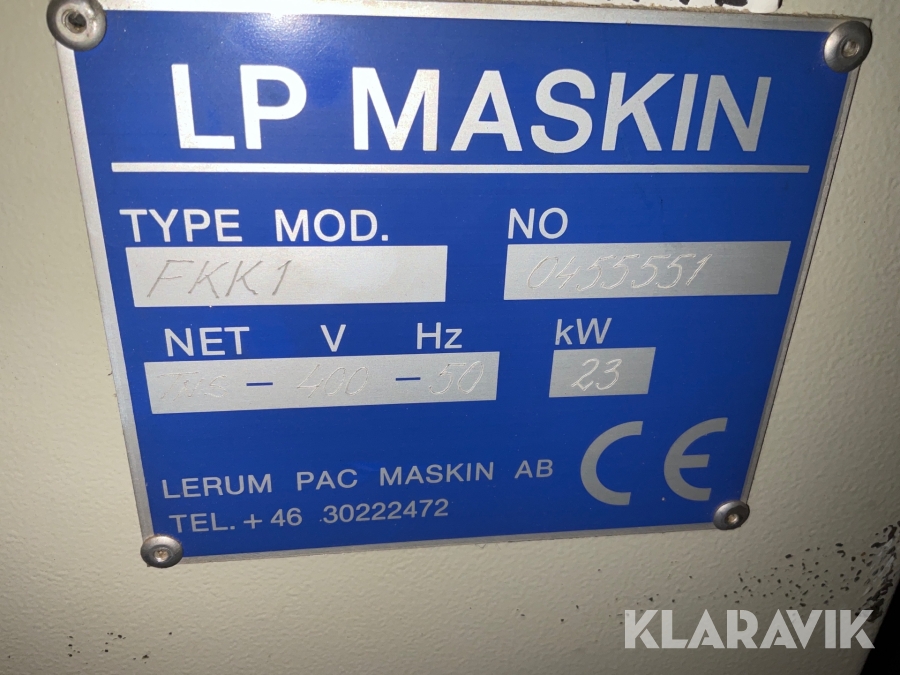 LP MASKIN
TYPE MOD. NO
FKK1 0455551
NET V Hz kW
- 400 - 50 23
LERUM PAC MASKIN AB CE
TEL. + 46 30222472
KLARAVIK